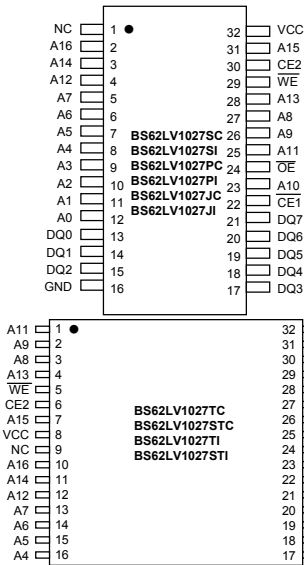 NC 1 32 VCC
A16 2 31 A15
A14 3 30 CE2
A12 4 29 WE
A7 5 28 A13
A6 6 27 A8
A5 7 BS62LV1027SC 26 A9
A4 8 BS62LV1027SI 25 A11
A3 9 BS62LV1027PC 24 OE
A2 10 BS62LV1027PI 23 A10
A1 11 BS62LV1027JC 22 CE1
A0 12 BS62LV1027JI 21 DQ7
DQ0 13 20 DQ6
DQ1 14 19 DQ5
DQ2 15 18 DQ4
GND 16 17 DQ3
A11 1 32
A9 2 31
A8 3 30
A13 4 29
WE 5 28
CE2 6 27
A15 7 BS62LV1027TC 26
VCC 8 BS62LV1027STC 25
NC 9 BS62LV1027TI 24
A16 10 BS62LV1027STI 23
A14 11 22
A12 12 21
A7 13 20
A6 14 19
A5 15 18
A4 16 17